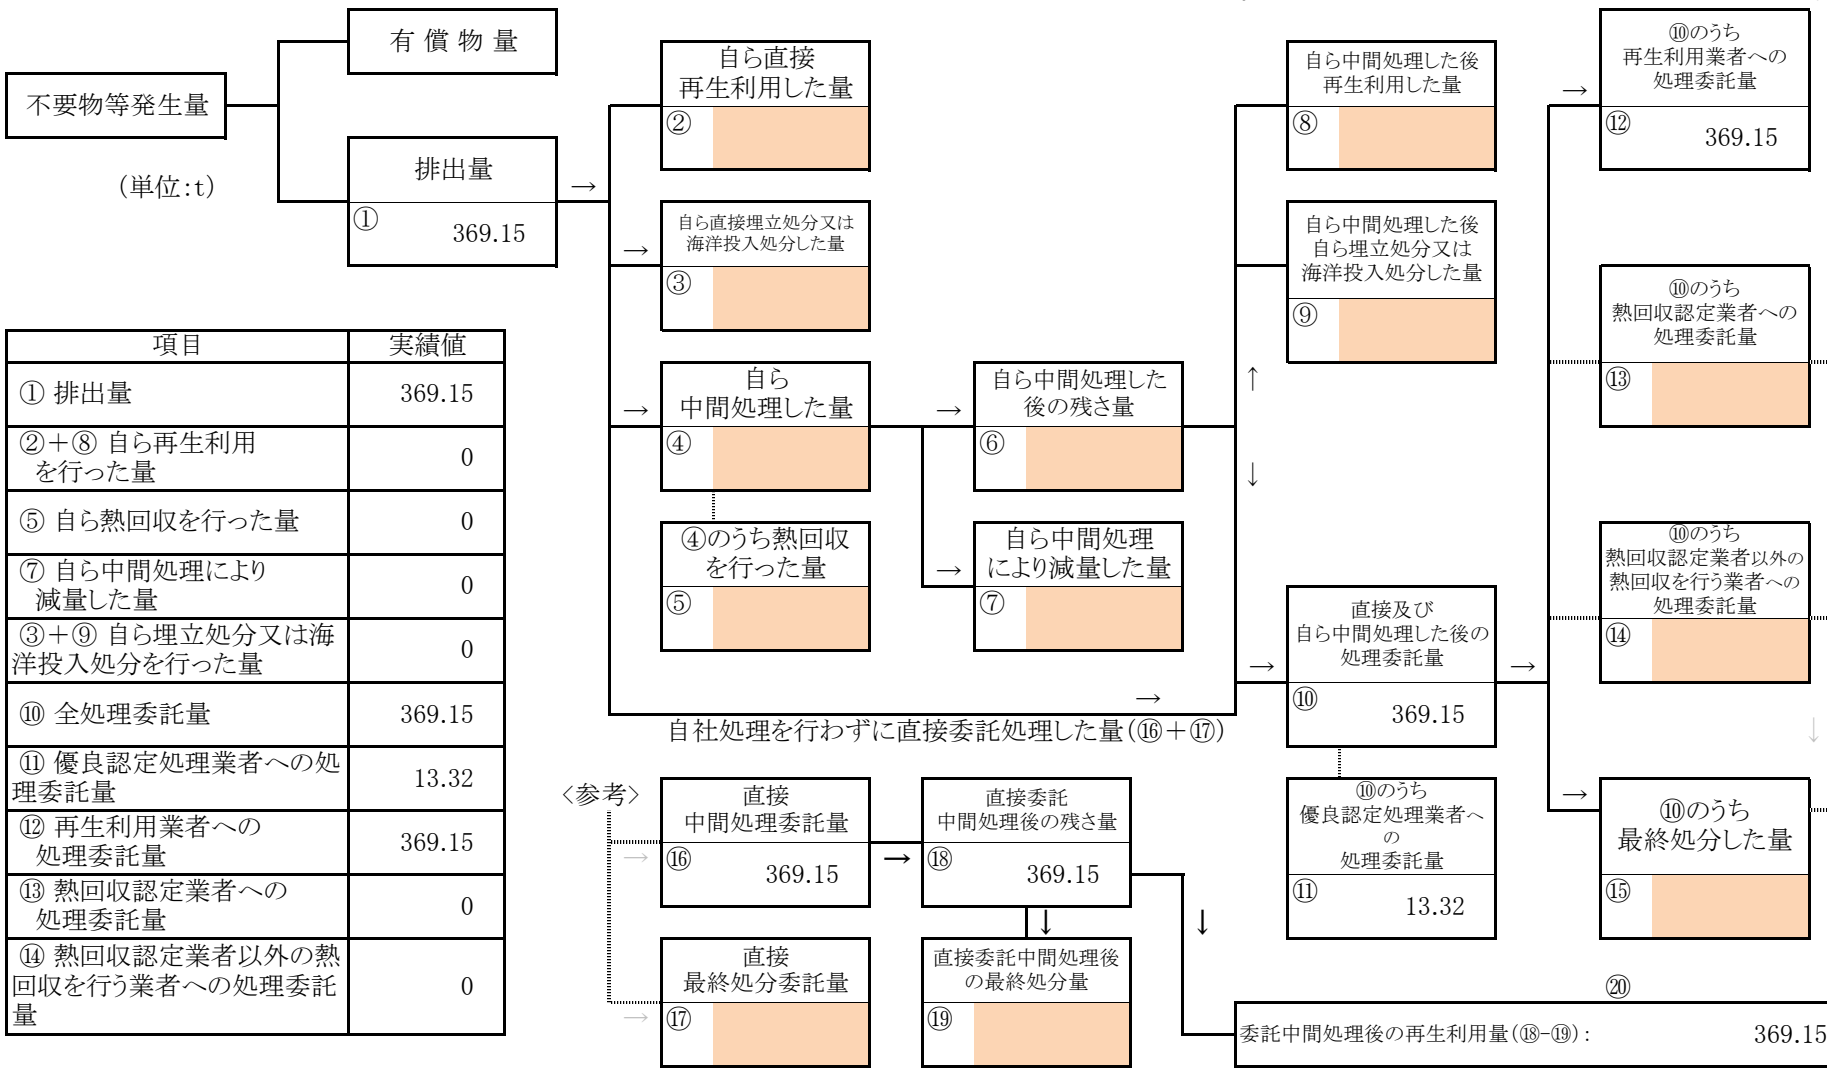 有 償 物 量
不要物等発生量
(単位:t)
排出量
→
① 369.15
自ら直接
再生利用した量
②
→
自ら直接埋立処分又は
海洋投入処分した量
③
→
自ら
中間処理した量
④
④のうち熱回収
を行った量
⑤
→
自ら中間処理した
後の残さ量
⑥
→
自ら中間処理
により減量した量
⑦
自ら中間処理した後
再生利用した量
⑧
自ら中間処理した後
自ら埋立処分又は
海洋投入処分した量
⑨
↑
↓
→
自社処理を行わずに直接委託処理した量(⑯+⑰)
→
直接及び
自ら中間処理した後の
処理委託量
⑩ 369.15
→
⑩のうち
優良認定処理業者へ
の
処理委託量
⑪ 13.32
→
⑩のうち
再生利用業者への
処理委託量
⑫ 369.15
⑩のうち
熱回収認定業者への
処理委託量
⑬
⑩のうち
熱回収認定業者以外の
熱回収を行う業者への
処理委託量
⑭
↓
→
⑩のうち
最終処分した量
⑮
項目 実績値
① 排出量 369.15
②+⑧ 自ら再生利用
を行った量 0
⑤ 自ら熱回収を行った量 0
⑦ 自ら中間処理により
減量した量 0
③+⑨ 自ら埋立処分又は海
洋投入処分を行った量 0
⑩ 全処理委託量 369.15
⑪ 優良認定処理業者への処
理委託量 13.32
⑫ 再生利用業者への
処理委託量 369.15
⑬ 熱回収認定業者への
処理委託量 0
⑭ 熱回収認定業者以外の熱
回収を行う業者への処理委託
量 0
<参考>
→
直接
中間処理委託量
⑯ 369.15
→
直接委託
中間処理後の残さ量
⑱ 369.15
→
直接
最終処分委託量
⑰
↓
直接委託中間処理後
の最終処分量
⑲
↓
⑳
委託中間処理後の再生利用量(⑱-⑲): 369.15